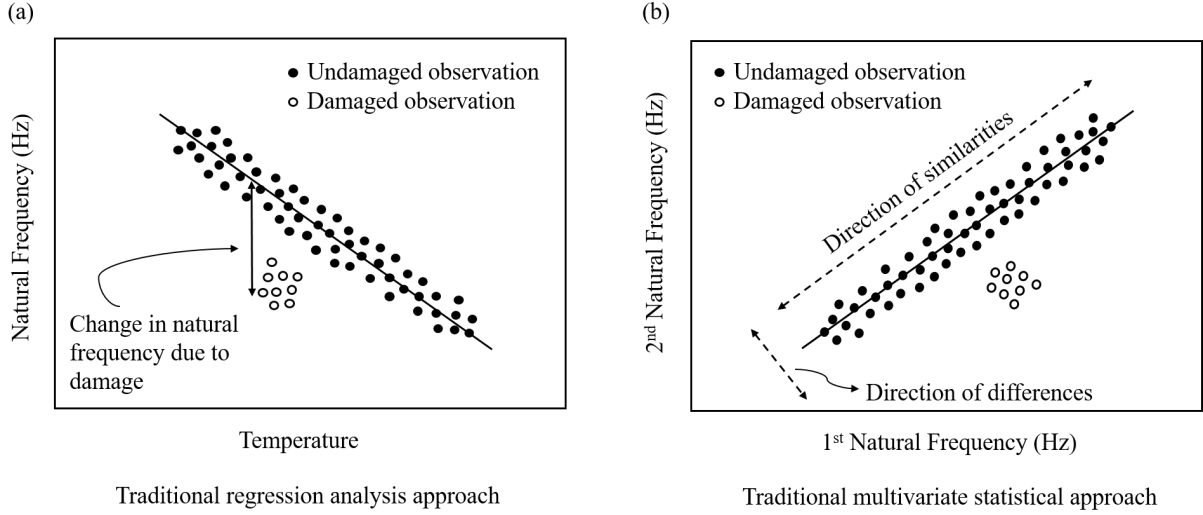 (a)
Undamaged observation
Damaged observation
Natural Frequency (Hz)
Change in natural
frequency due to
damage
Temperature
Traditional regression analysis approach
(b)
Undamaged observation
Damaged observation
2nd Natural Frequency (Hz)
Direction of similarities
Direction of differences
1st Natural Frequency (Hz)
Traditional multivariate statistical approach